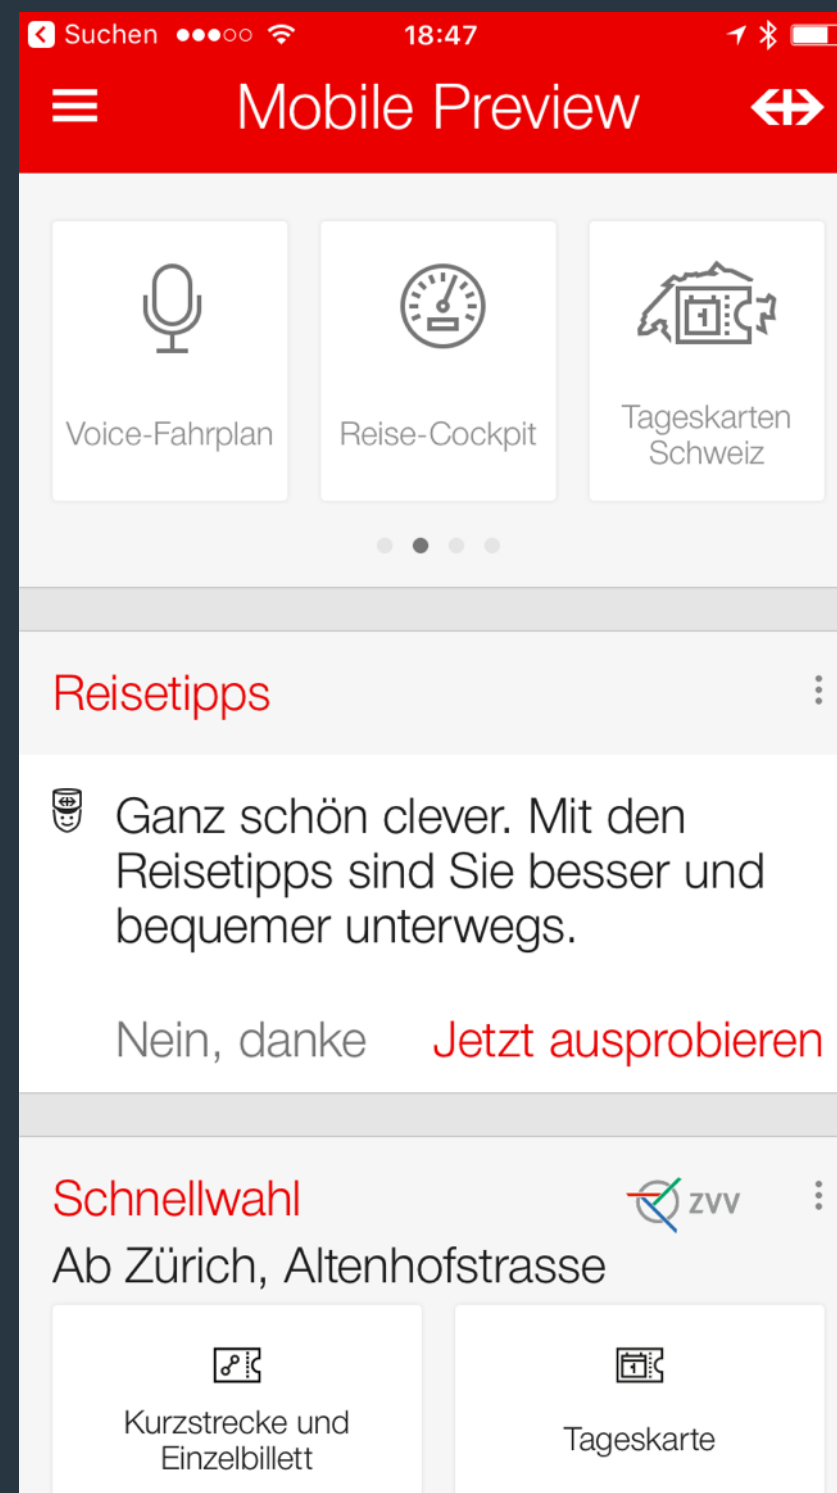 Suchen 18:47
Mobile Preview
Voice-Fahrplan
Reise-Cockpit
Tageskarten
Schweiz
Reisetipps
Ganz schön clever. Mit den
Reisetipps sind Sie besser und
bequemer unterwegs.
Nein, danke Jetzt ausprobieren
Schnellwahl ZVV
Ab Zürich, Altenhofstrasse
Kurzstrecke und
Einzelbillett
Tageskarte